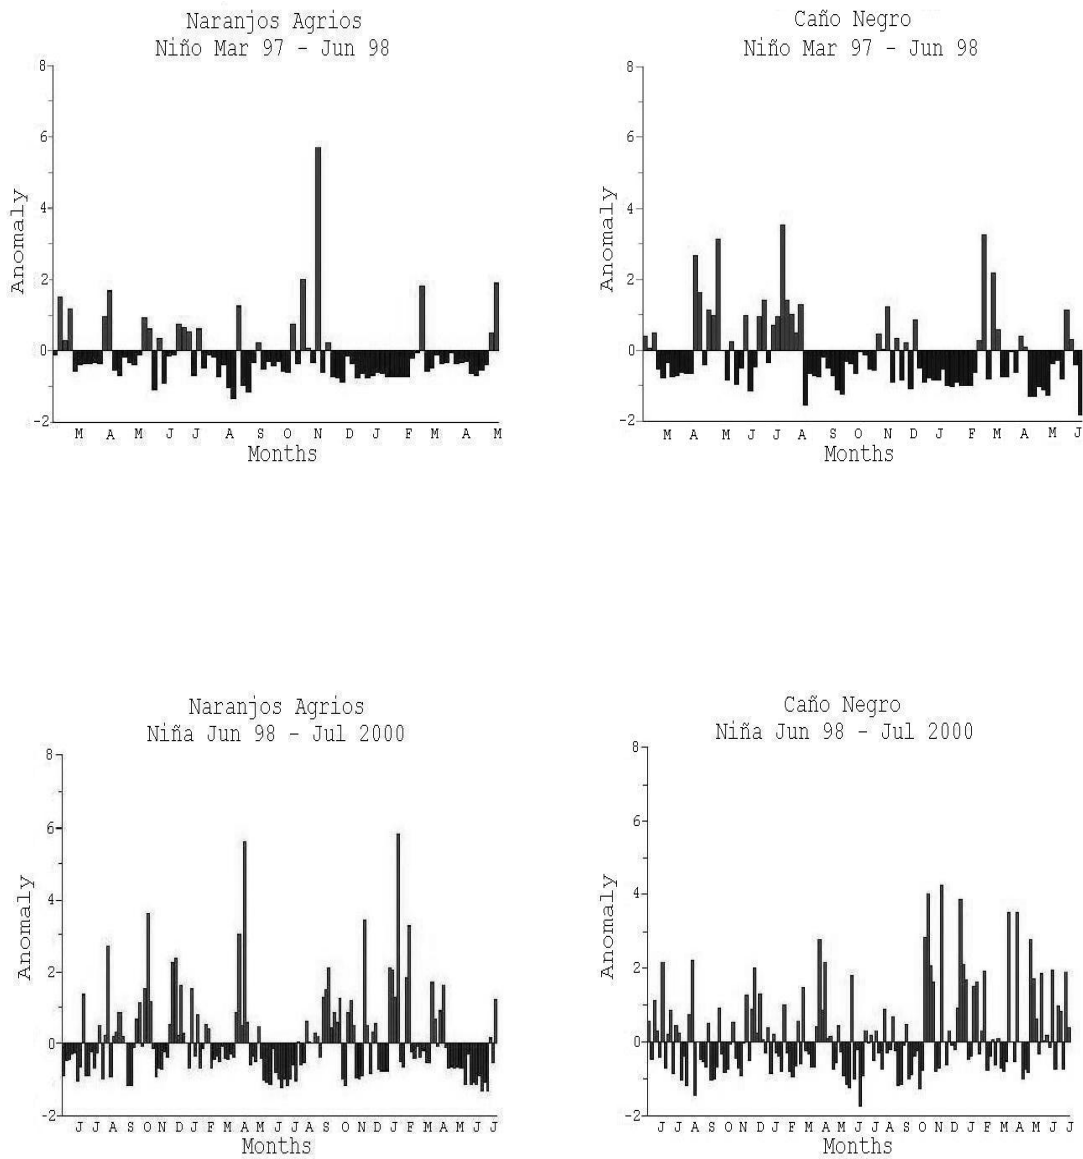 Naranjos Agrios
Niño Mar 97 - Jun 98
8
6
4
2
0
-2
Anomaly
M A M J J A S O N D J F M A M
Months
Caño Negro
Niño Mar 97 - Jun 98
8
6
4
2
0
-2
Anomaly
M A M J J A S O N D J F M A M J
Months
Naranjos Agrios
Niña Jun 98 - Jul 2000
8
6
4
2
0
-2
Anomaly
J J A S O N D J F M A M J J A S O N D J F M A M J J
Months
Caño Negro
Niña Jun 98 - Jul 2000
8
6
4
2
0
-2
Anomaly
J J A S O N D J F M A M J J A S O N D J F M A M J J
Months